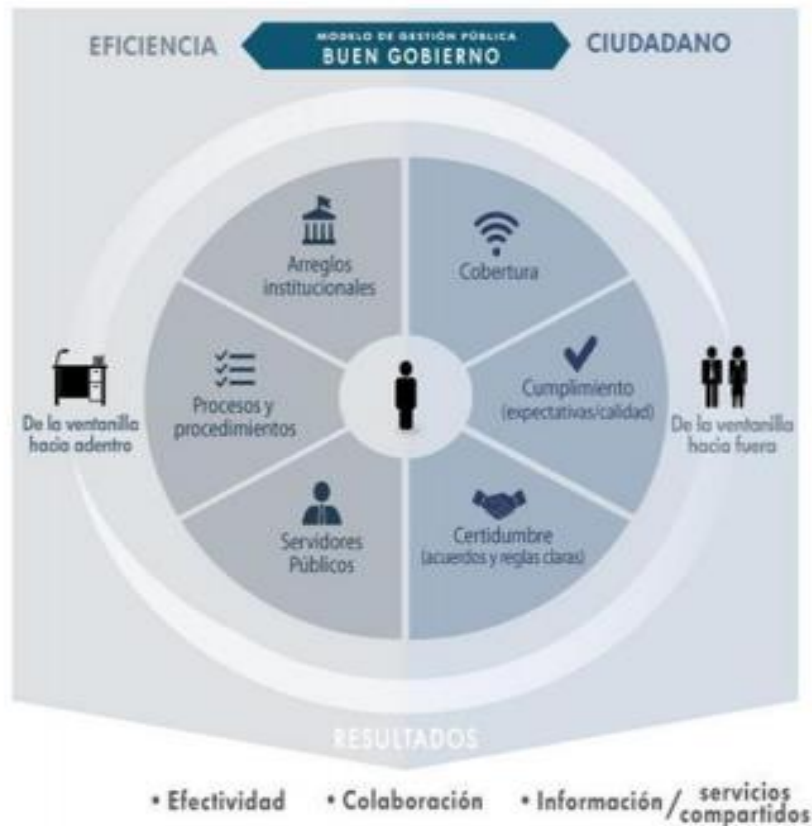 EFICIENCIA
MODELO DE GESTIÓN PÚBLICA
BUEN GOBIERNO
CIUDADANO
Arreglos
institucionales
Cobertura
Procesos y
procedimientos
Cumplimiento
(expectativas/calidad)
De la ventanilla
hacia adentro
De la ventanilla
hacia fuera
Servidores
Públicos
Certidumbre
(acuerdos y reglas claras)
RESULTADOS
• Efectividad
• Colaboración
• Información / servicios
compartidos